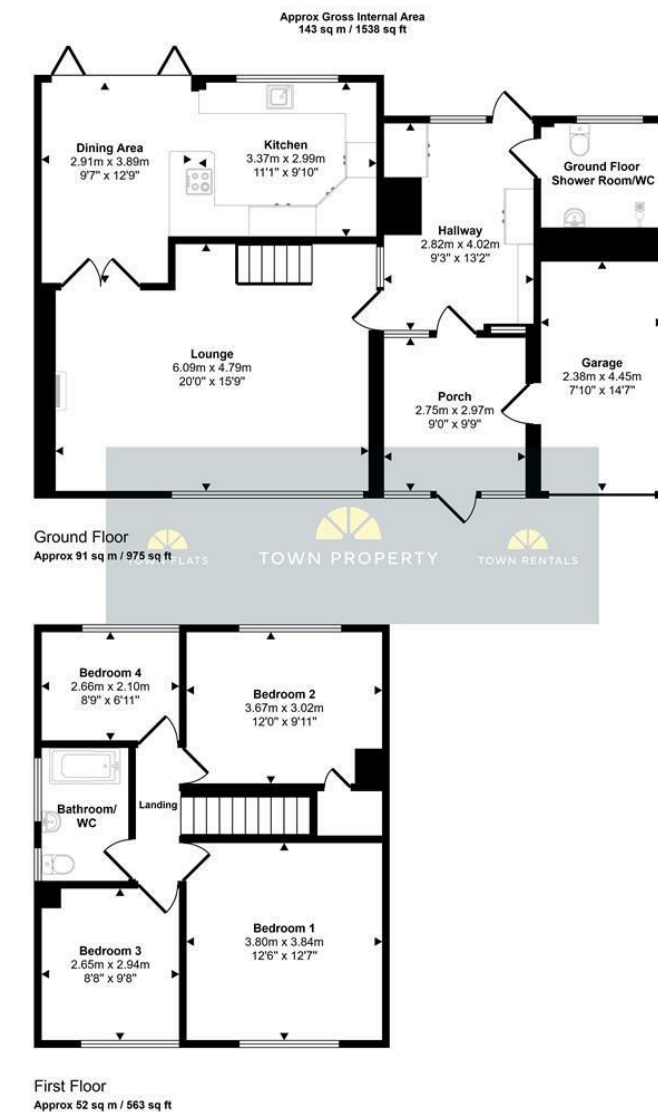 Approx Gross Internal Area
143 sq m / 1538 sq ft
Dining Area
2.91m x 3.89m
9'7" x 12'9"
Kitchen
3.37m x 2.99m
11'1" x 9'10"
Ground Floor
Shower Room/WC
Hallway
2.82m x 4.02m
9'3" x 13'2"
Lounge
6.09m x 4.79m
20'0" x 15'9"
Garage
2.38m x 4.45m
7'10" x 14'7"
Porch
2.75m x 2.97m
9'0" x 9'9"
Ground Floor
Approx 91 sq m / 975 sq ft
TOWN FLATS
TOWN PROPERTY
TOWN RENTALS
Bedroom 4
2.66m x 2.10m
8'9" x 6'11"
Bedroom 2
3.67m x 3.02m
12'0" x 9'11"
Bathroom/
WC
Landing
Bedroom 3
2.65m x 2.94m
8'8" x 9'8"
Bedroom 1
3.80m x 3.84m
12'6" x 12'7"
First Floor
Approx 52 sq m / 563 sq ft